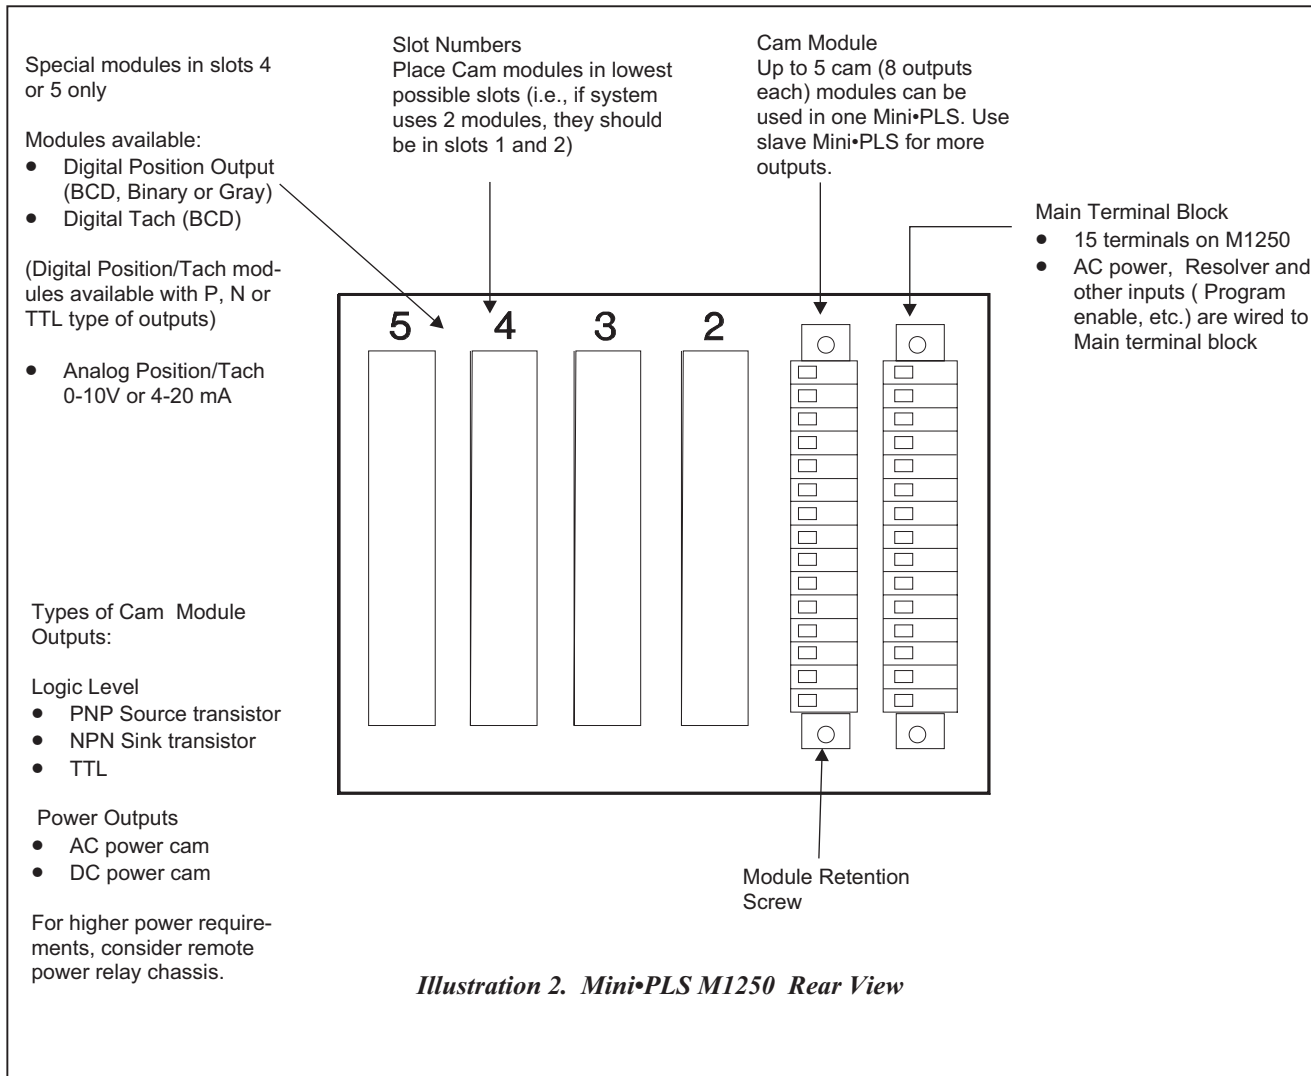 Special modules in slots 4
or 5 only
Modules available:
• Digital Position Output
(BCD, Binary or Gray)
• Digital Tach (BCD)
(Digital Position/Tach mod-
ules available with P, N or
TTL type of outputs)
• Analog Position/Tach
0-10V or 4-20 mA
Slot Numbers
Place Cam modules in lowest
possible slots (i.e., if system
uses 2 modules, they should
be in slots 1 and 2)
Cam Module
Up to 5 cam (8 outputs
each) modules can be
used in one Mini•PLS. Use
slave Mini•PLS for more
outputs.
Main Terminal Block
• 15 terminals on M1250
• AC power, Resolver and
other inputs ( Program
enable, etc.) are wired to
Main terminal block
5 4 3 2
Types of Cam Module
Outputs:
Logic Level
• PNP Source transistor
• NPN Sink transistor
• TTL
Power Outputs
• AC power cam
• DC power cam
For higher power require-
ments, consider remote
power relay chassis.
Module Retention
Screw
Illustration 2. Mini•PLS M1250 Rear View